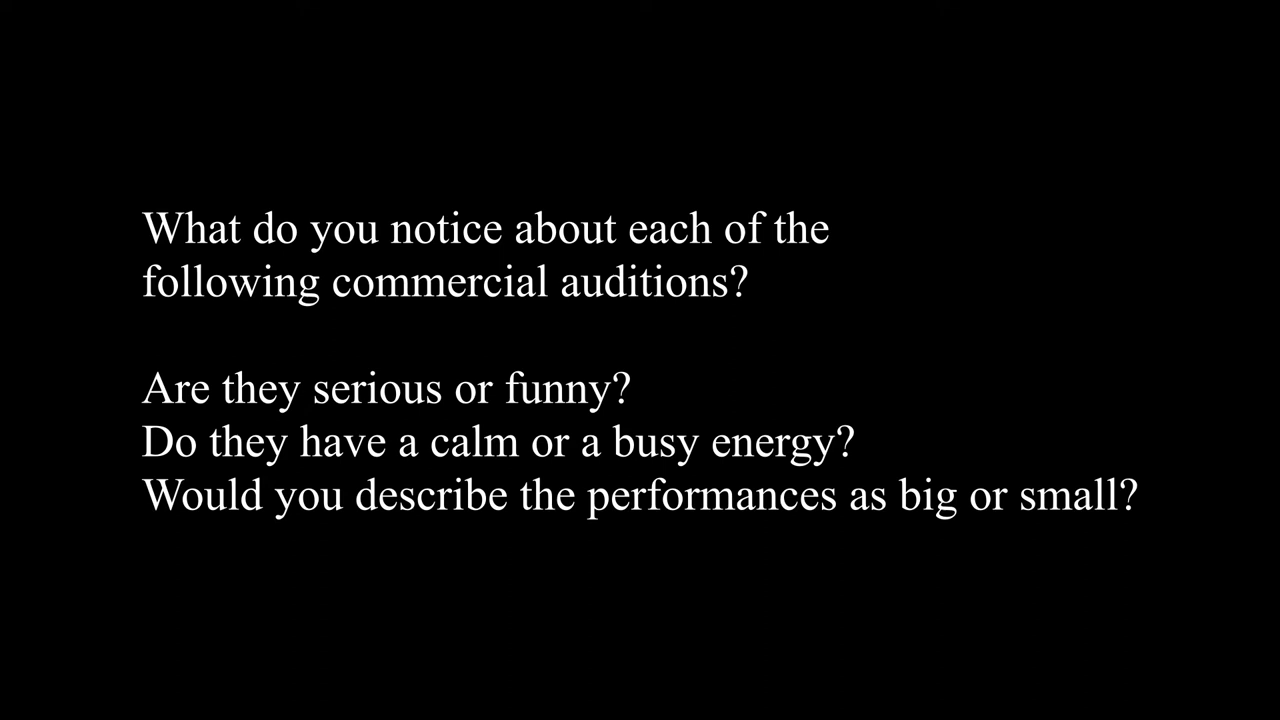 What do you notice about each of the
following commercial auditions?
Are they serious or funny?
Do they have a calm or a busy energy?
Would you describe the performances as big or small?